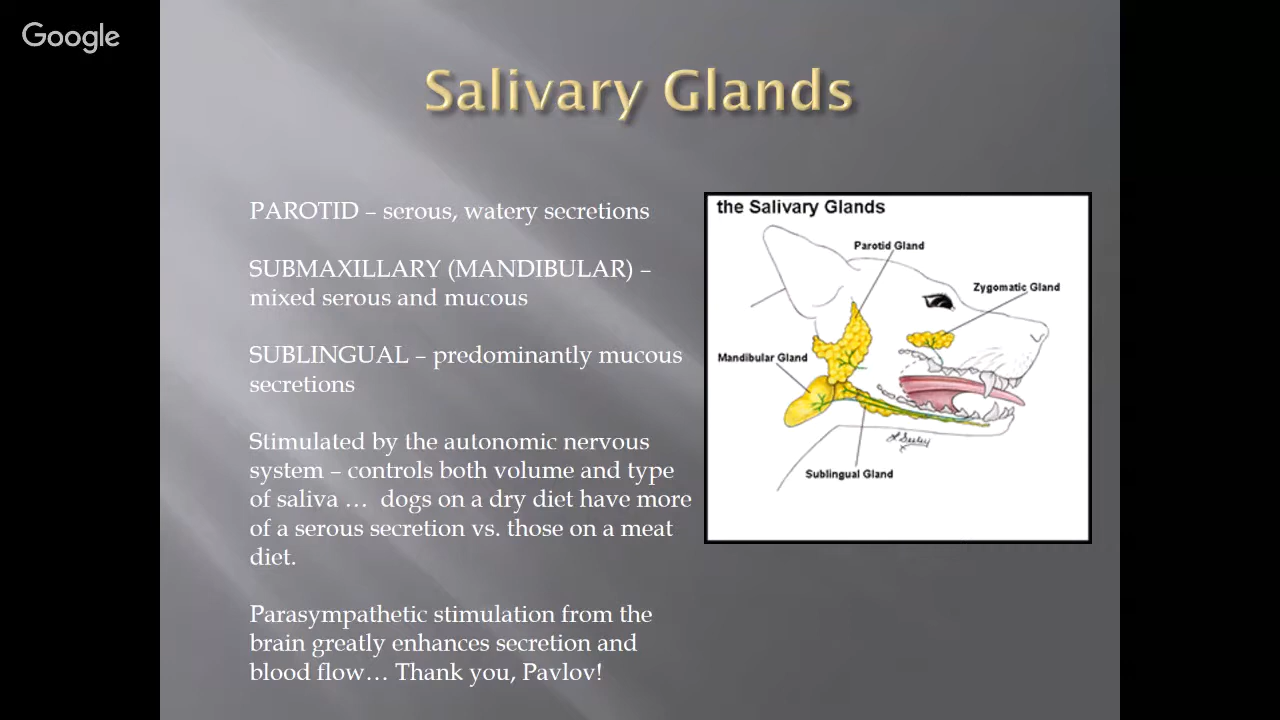 Google
Salivary Glands
PAROTID – serous, watery secretions
SUBMAXILLARY (MANDIBULAR) –
mixed serous and mucous
SUBLINGUAL – predominantly mucous
secretions
Stimulated by the autonomic nervous
system – controls both volume and type
of saliva … dogs on a dry diet have more
of a serous secretion vs. those on a meat
diet.
Parasympathetic stimulation from the
brain greatly enhances secretion and
blood flow… Thank you, Pavlov!
the Salivary Glands
Parotid Gland
Zygomatic Gland
Mandibular Gland
Sublingual Gland